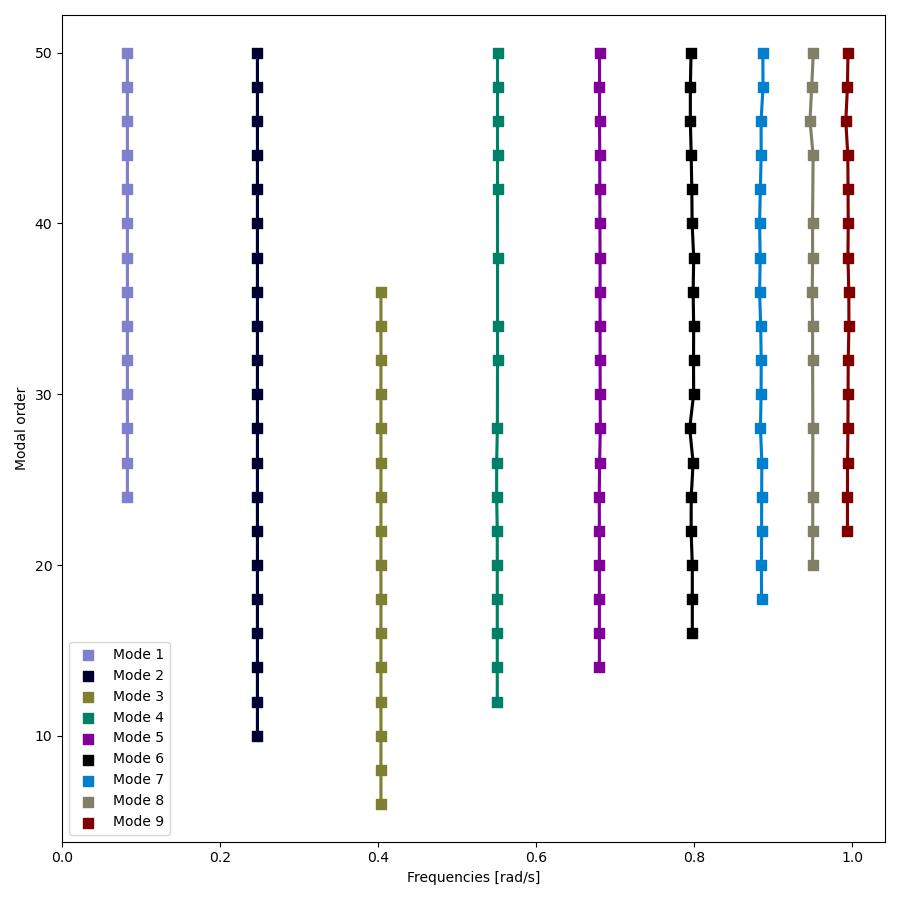 50
40
30
20
10
Modal order
Mode 1
Mode 2
Mode 3
Mode 4
Mode 5
Mode 6
Mode 7
Mode 8
Mode 9
0.0 0.2 0.4 0.6 0.8 1.0
Frequencies [rad/s]